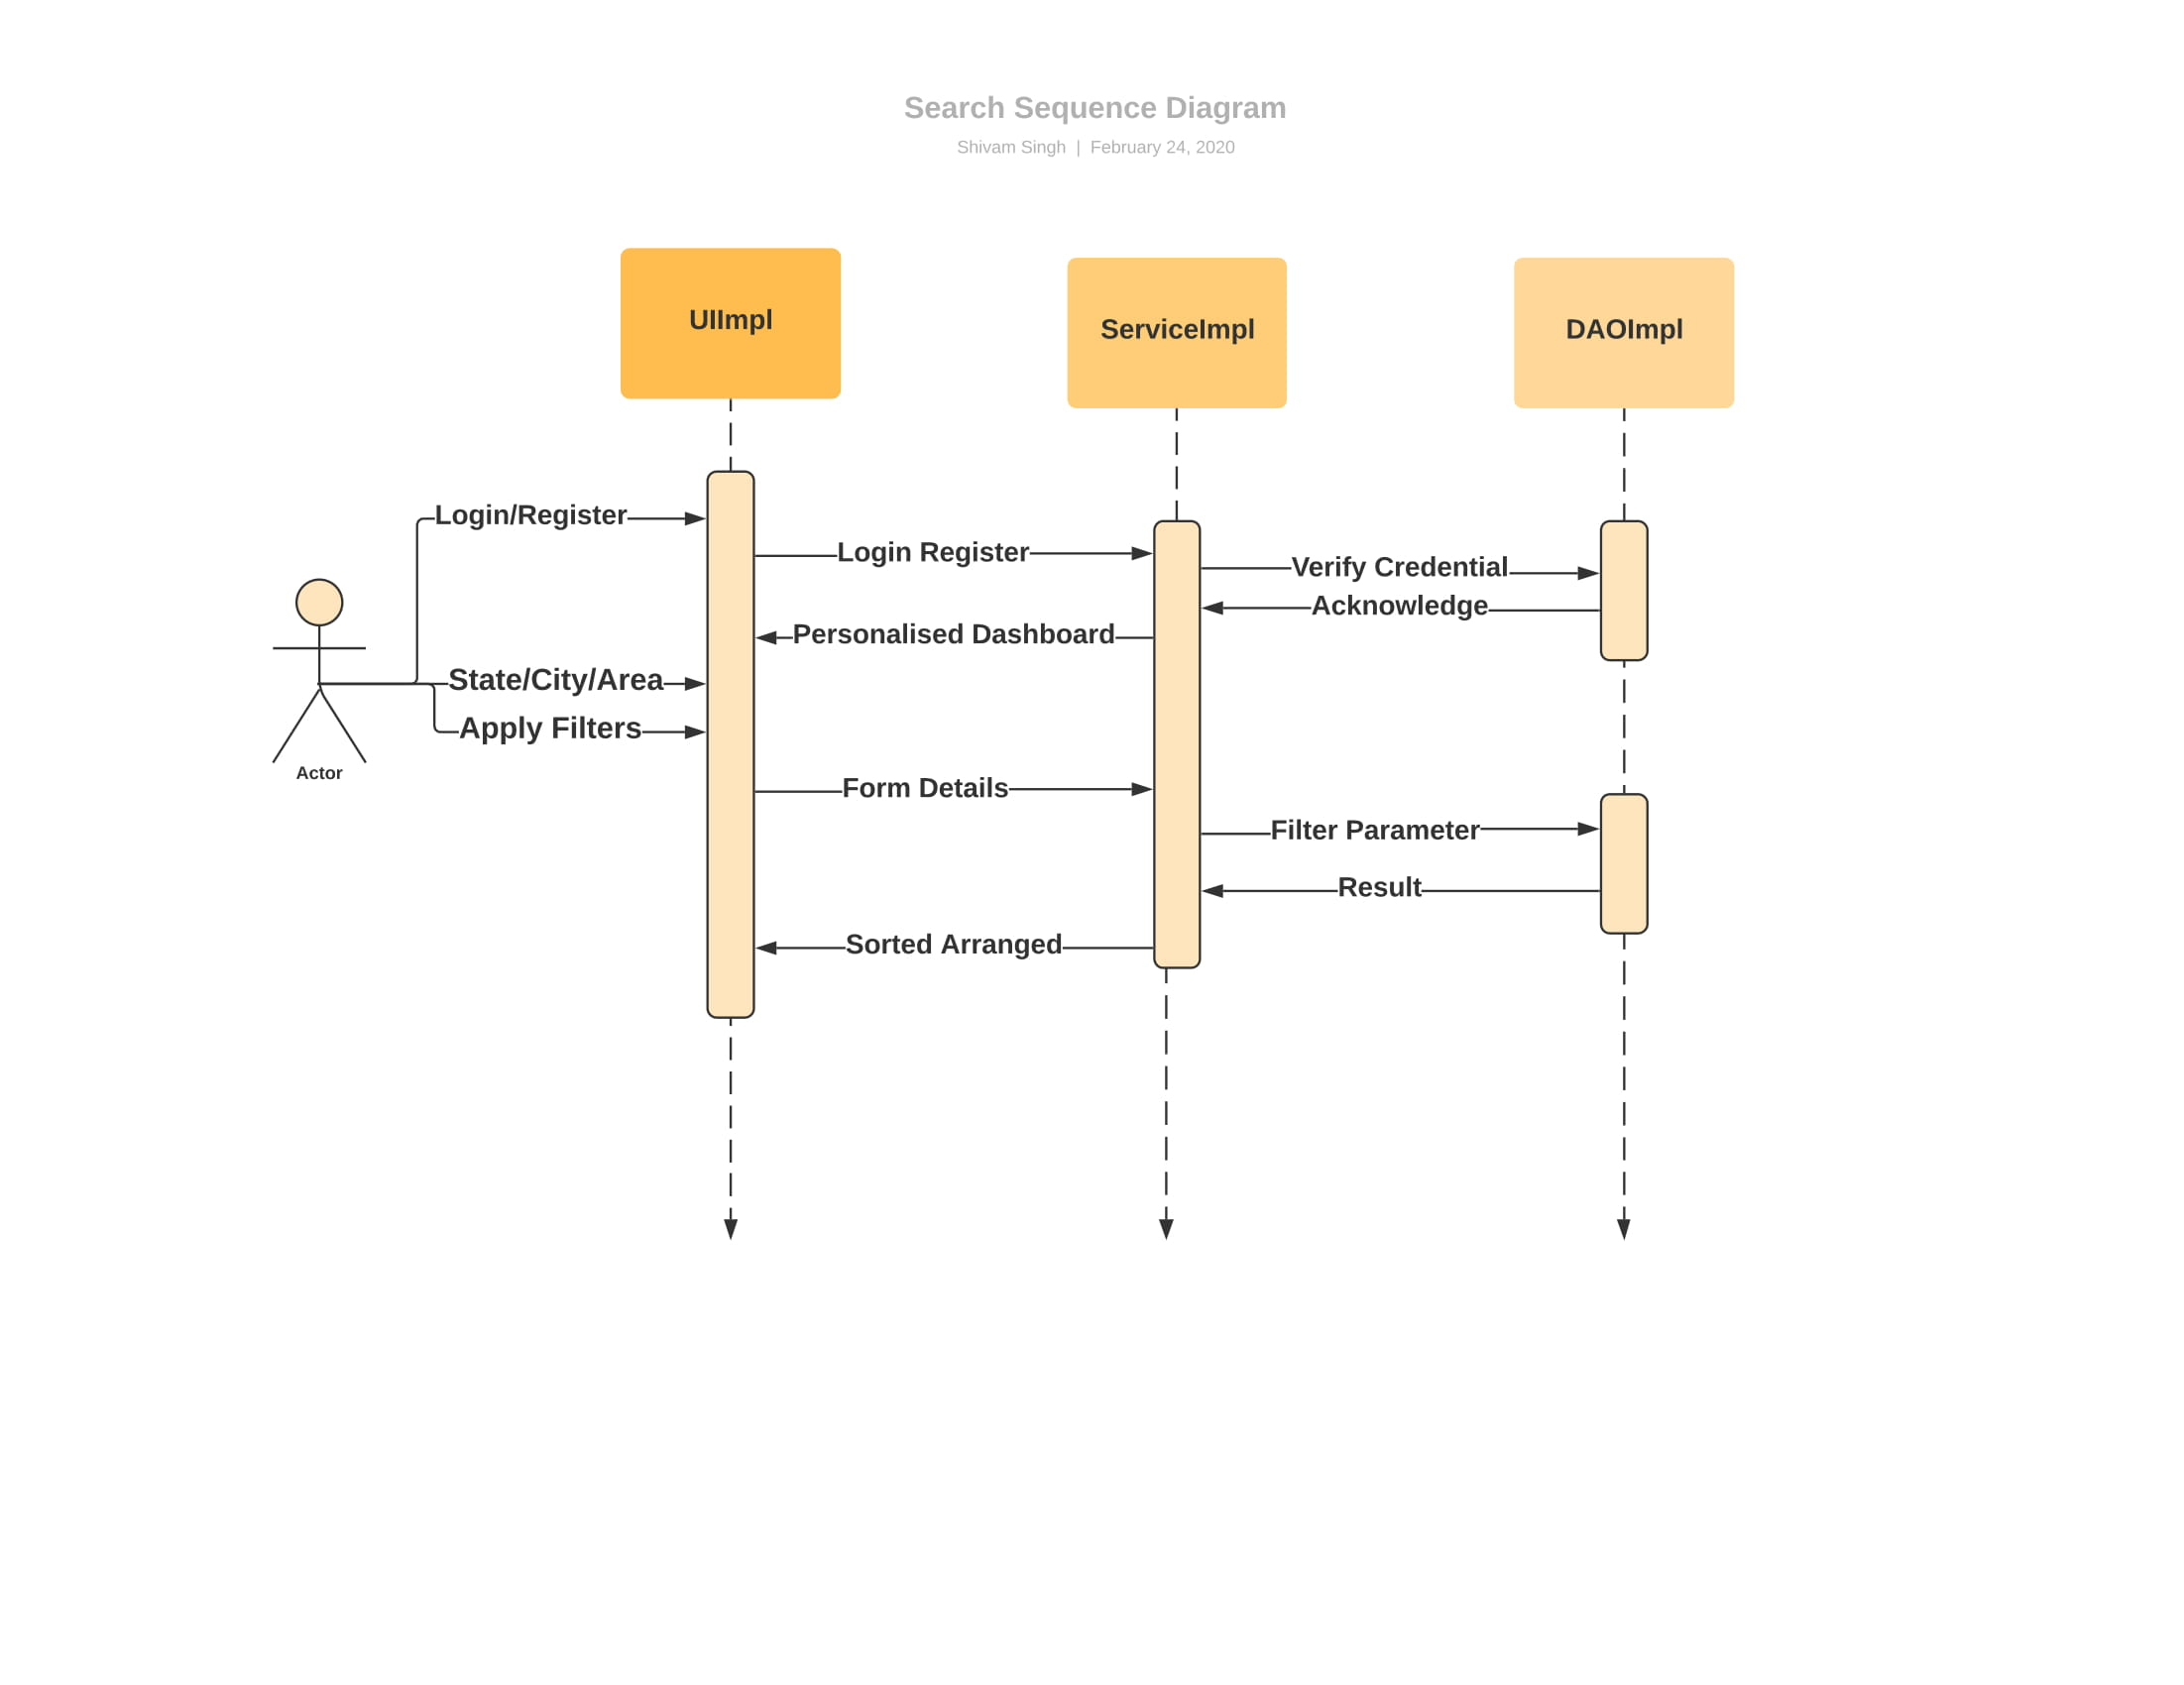 Search Sequence Diagram
Shivam Singh | February 24, 2020
UIImpl
ServiceImpl
DAOImpl
Login/Register
Login Register
Verify Credential
Acknowledge
Personalised Dashboard
State/City/Area
Apply Filters
Actor
Form Details
Filter Parameter
Result
Sorted Arranged